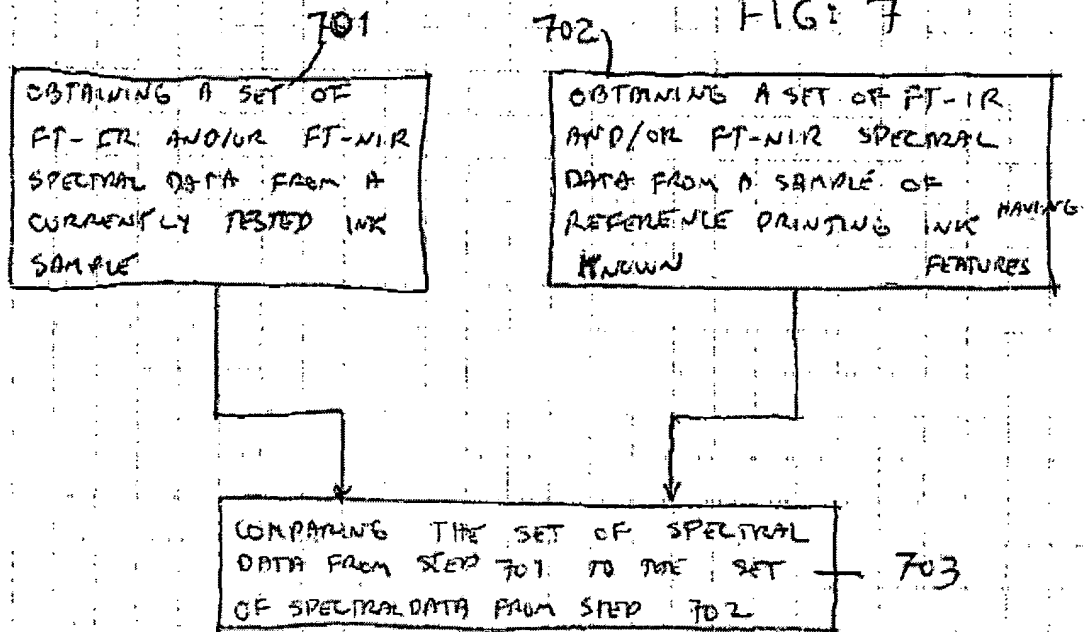 FIG: 7
701
OBTAINING A SET OF
FT-IR AND/OR FT-NIR
SPECTRAL DATA FROM A
CURRENTLY TESTED INK
SAMPLE
702
OBTAINING A SET OF FT-IR
AND/OR FT-NIR SPECTRAL
DATA FROM A SAMPLE OF
REFERENCE PRINTING INK HAVING
KNOWN FEATURES
COMPARING THE SET OF SPECTRAL
DATA FROM STEP 701 TO THE SET
OF SPECTRAL DATA FROM STEP 702
703